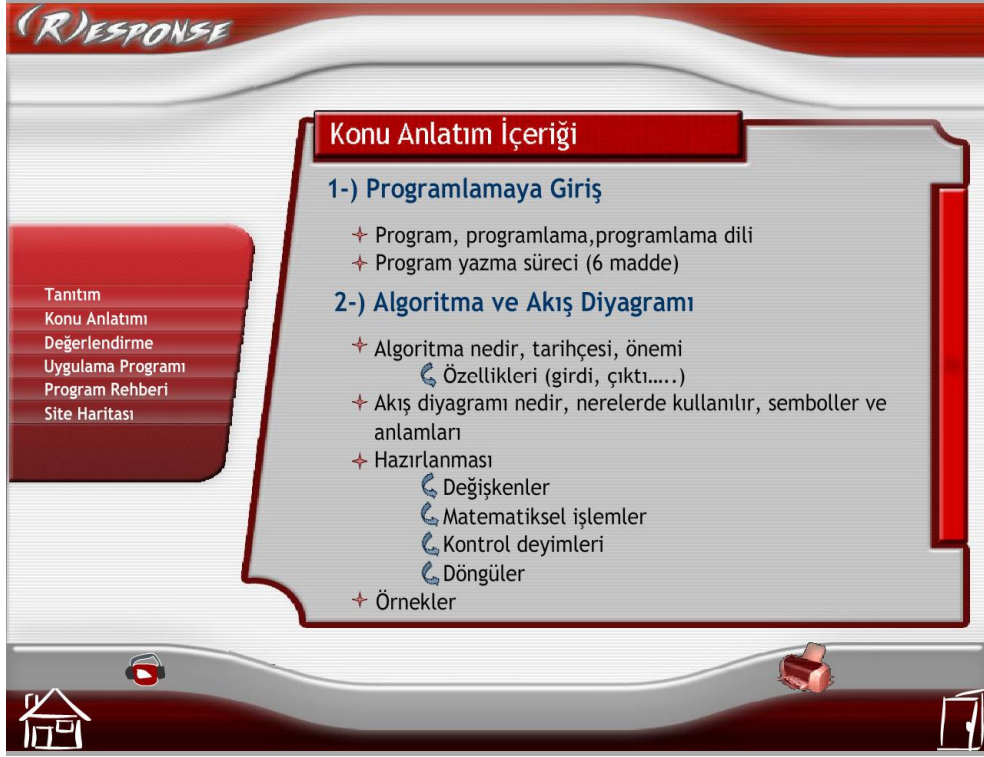 (R)ESPONSE
Konu Anlatım İçeriği
1-) Programlamaya Giriş
Program, programlama,programlama dili
Program yazma süreci (6 madde)
2-) Algoritma ve Akış Diyagramı
Algoritma nedir, tarihçesi, önemi
Özellikleri (girdi, çıktı…..)
Akış diyagramı nedir, nerelerde kullanılır, semboller ve
anlamları
Hazırlanması
Değişkenler
Matematiksel işlemler
Kontrol deyimleri
Döngüler
Örnekler
Tanıtım
Konu Anlatımı
Değerlendirme
Uygulama Programı
Program Rehberi
Site Haritası